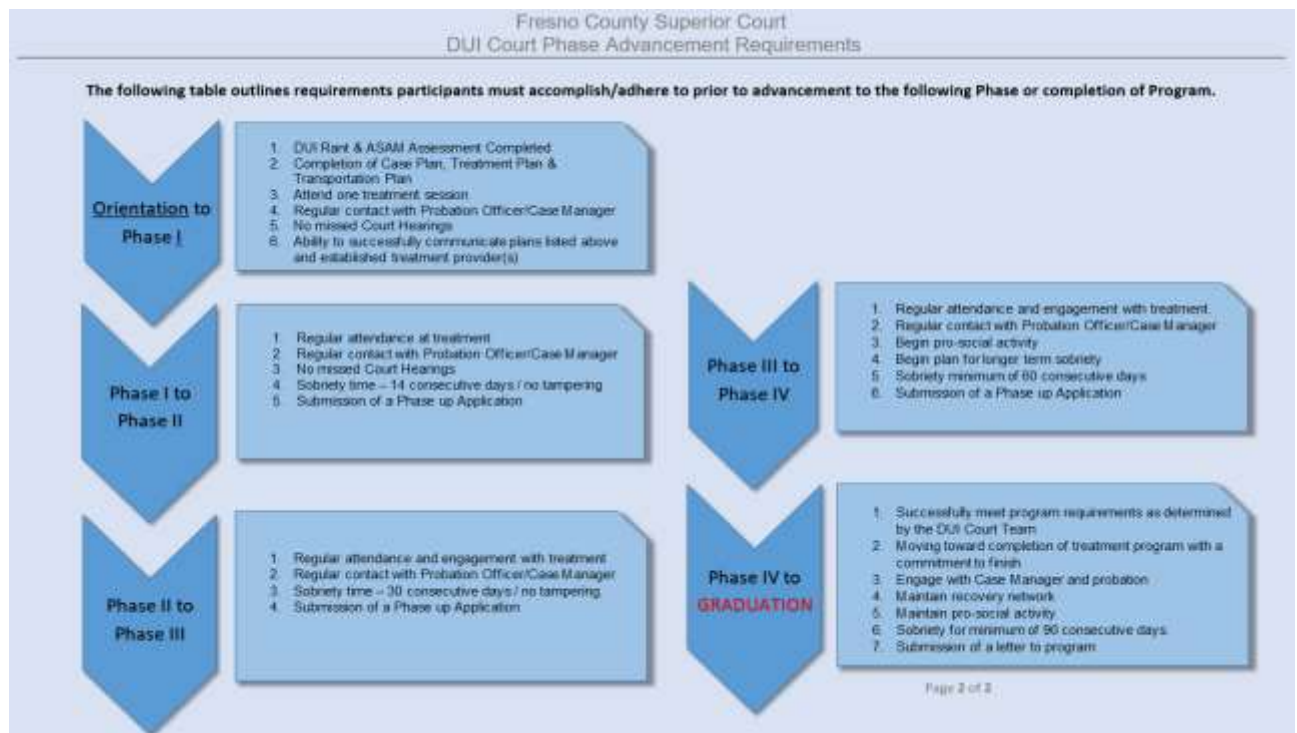 Fresno County Superior Court
DUI Court Phase Advancement Requirements
The following table outlines requirements participants must accomplish/adhere to prior to advancement to the following Phase or completion of Program.
Orientation to
Phase I
1. DUI Rant & ASAM Assessment Completed
2. Completion of Case Plan, Treatment Plan &
Transportation Plan
3. Attend one treatment session
4. Regular contact with Probation Officer/Case Manager
5. No missed Court Hearings
6. Ability to successfully communicate plans listed above
and established treatment provider(s)
Phase I to
Phase II
1. Regular attendance at treatment
2. Regular contact with Probation Officer/Case Manager
3. No missed Court Hearings
4. Sobriety time – 14 consecutive days / no tampering
5. Submission of a Phase up Application
Phase II to
Phase III
1. Regular attendance and engagement with treatment
2. Regular contact with Probation Officer/Case Manager
3. Sobriety time – 30 consecutive days / no tampering
4. Submission of a Phase up Application
Phase III to
Phase IV
1. Regular attendance and engagement with treatment.
2. Regular contact with Probation Officer/Case Manager
3. Begin pro-social activity
4. Begin plan for longer term sobriety
5. Sobriety minimum of 60 consecutive days
6. Submission of a Phase up Application
Phase IV to
GRADUATION
1. Successfully meet program requirements as determined
by the DUI Court Team
2. Moving toward completion of treatment program with a
commitment to finish
3. Engage with Case Manager and probation
4. Maintain recovery network
5. Maintain pro-social activity
6. Sobriety for minimum of 90 consecutive days
7. Submission of a letter to program
Page 2 of 2